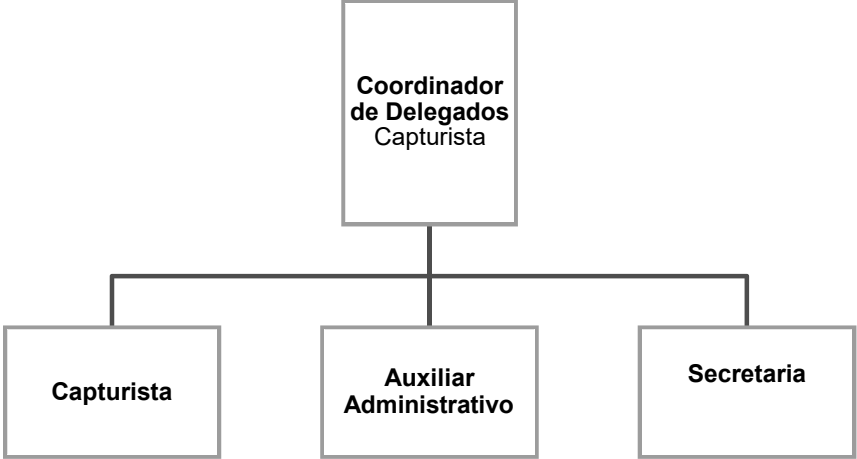 Coordinador
de Delegados
Capturista
Capturista
Auxiliar
Administrativo
Secretaria